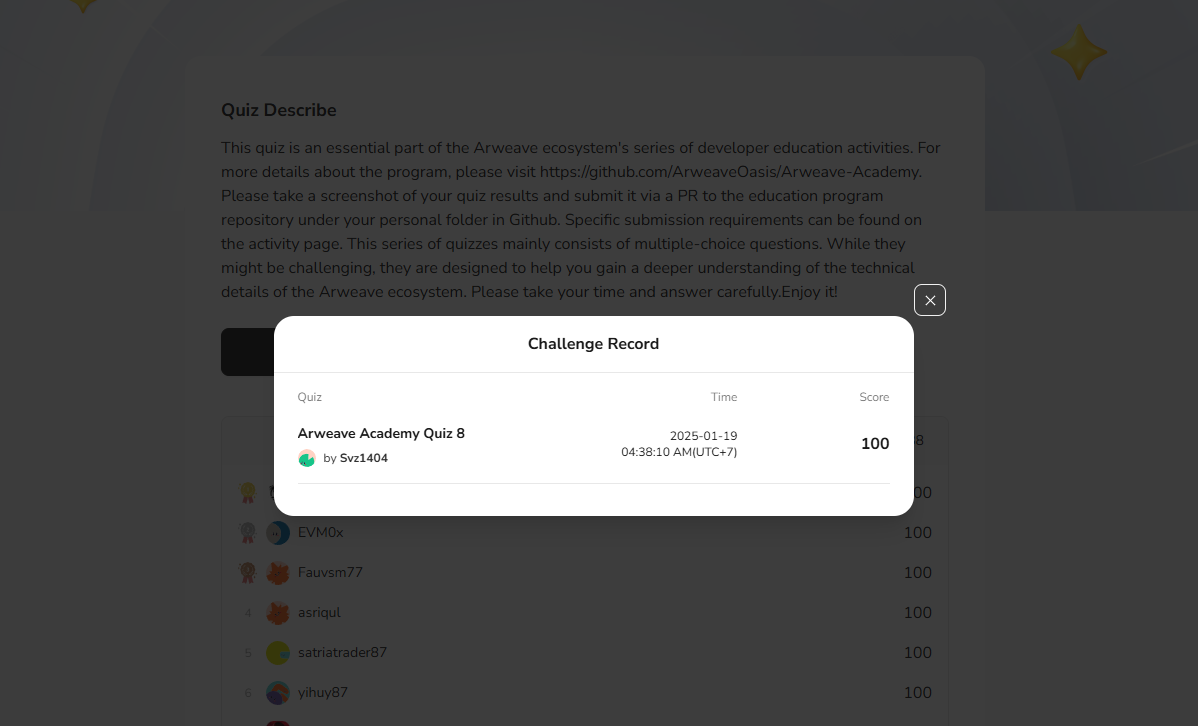 Quiz Describe
This quiz is an essential part of the Arweave ecosystem's series of developer education activities. For
more details about the program, please visit https://github.com/ArweaveOasis/Arweave-Academy.
Please take a screenshot of your quiz results and submit it via a PR to the education program
repository under your personal folder in Github. Specific submission requirements can be found on
the activity page. This series of quizzes mainly consists of multiple-choice questions. While they
might be challenging, they are designed to help you gain a deeper understanding of the technical
details of the Arweave ecosystem. Please take your time and answer carefully.Enjoy it!
Challenge Record
Quiz Time Score
Arweave Academy Quiz 8
by Svz1404
2025-01-19
04:38:10 AM(UTC+7)
100
EVM0x 100
Fauvsm77 100
4 asriqul 100
5 satriatrader87 100
6 yihuy87 100